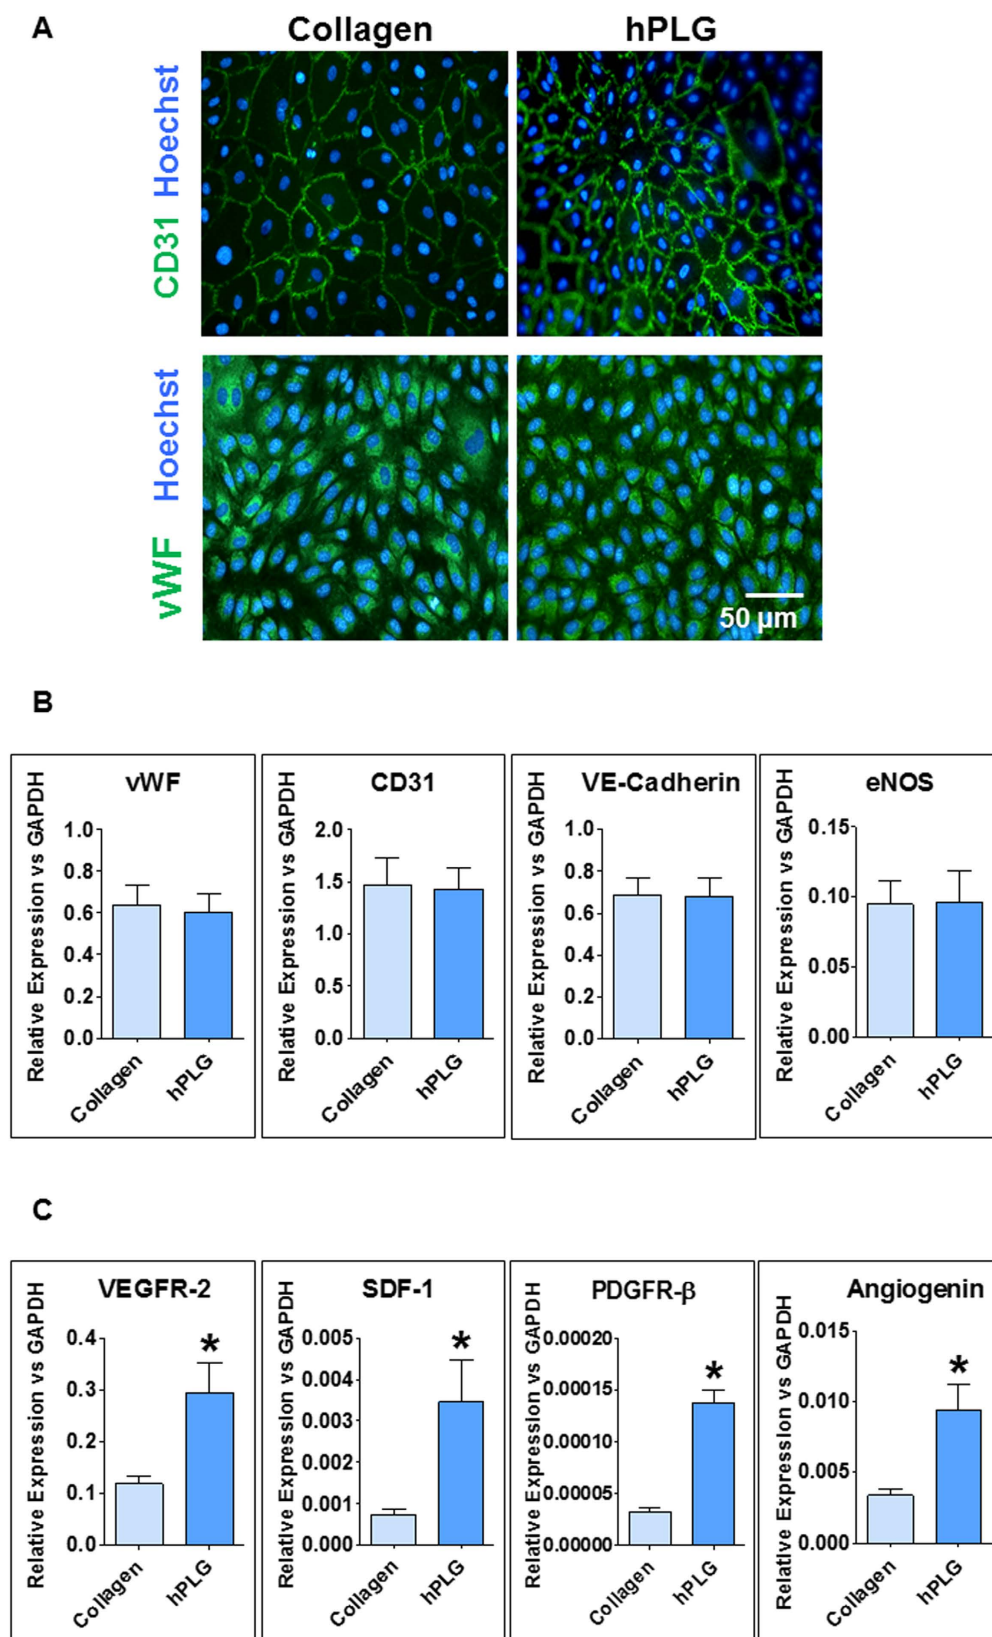 A
Collagen
hPLG
CD31 Hoechst
vWF Hoechst
50 µm
B
vWF
Relative Expression vs GAPDH
1.0
0.8
0.6
0.4
0.2
0.0
Collagen
hPLG
CD31
Relative Expression vs GAPDH
2.0
1.5
1.0
0.5
0.0
Collagen
hPLG
VE-Cadherin
Relative Expression vs GAPDH
1.0
0.8
0.6
0.4
0.2
0.0
Collagen
hPLG
eNOS
Relative Expression vs GAPDH
0.15
0.10
0.05
0.00
Collagen
hPLG
C
VEGFR-2
Relative Expression vs GAPDH
0.4
0.3
0.2
0.1
0.0
*
Collagen
hPLG
SDF-1
Relative Expression vs GAPDH
0.005
0.004
0.003
0.002
0.001
0.000
*
Collagen
hPLG
PDGFR-β
Relative Expression vs GAPDH
0.00020
0.00015
0.00010
0.00005
0.00000
*
Collagen
hPLG
Angiogenin
Relative Expression vs GAPDH
0.015
0.010
0.005
0.000
*
Collagen
hPLG